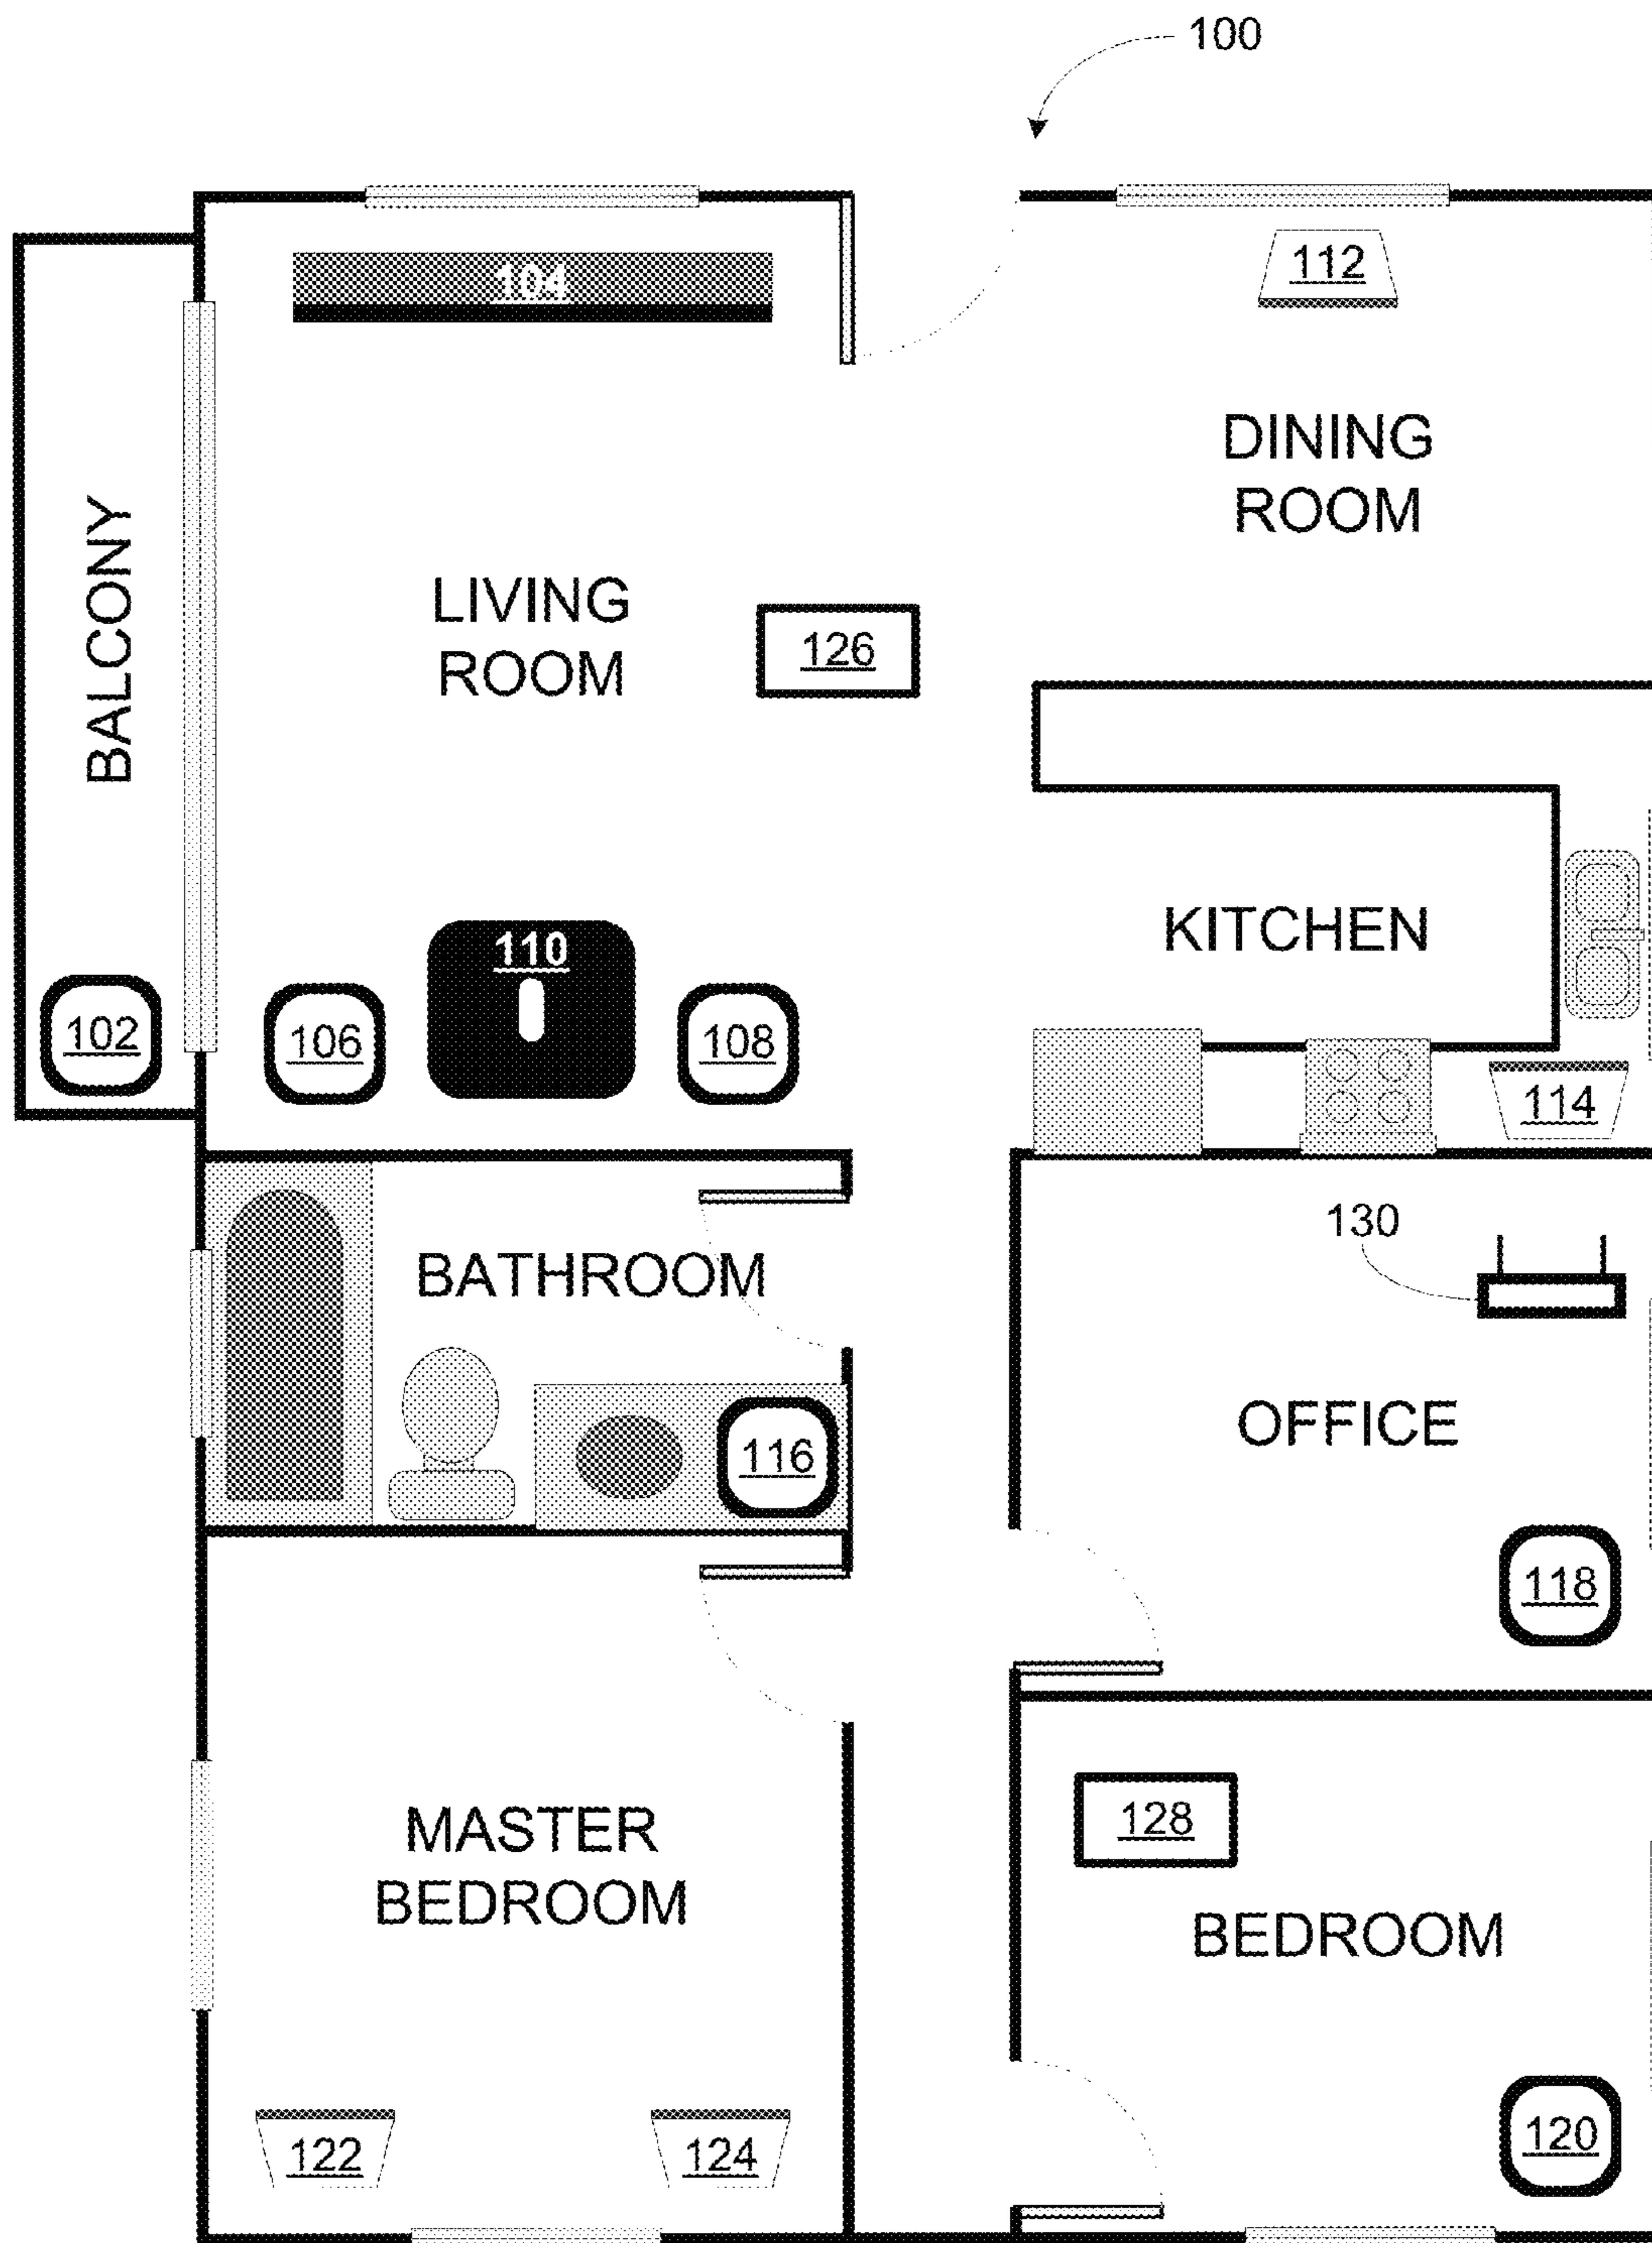 100
104
112
DINING
ROOM
BALCONY
LIVING
ROOM
126
110
KITCHEN
102
106
108
114
130
BATHROOM
OFFICE
116
118
MASTER
BEDROOM
128
BEDROOM
122
124
120